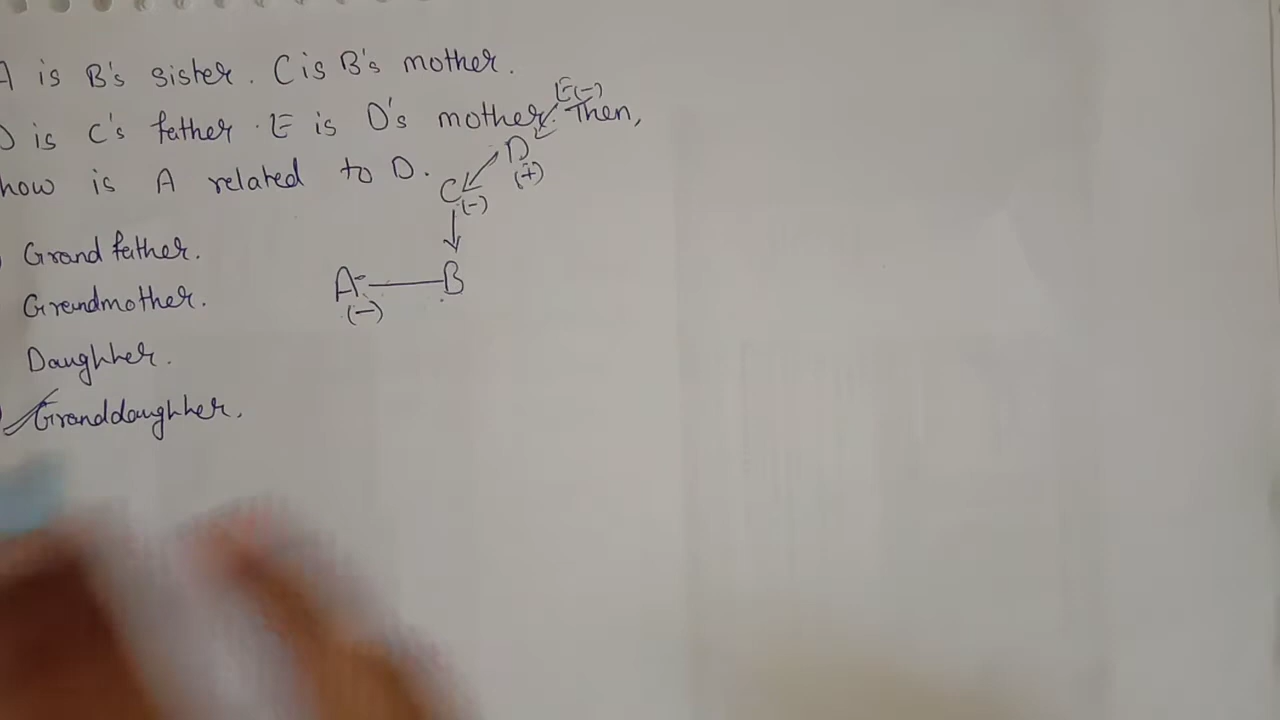 A is B's sister. C is B's mother.
D is C's father. E is D's mother. Then,
how is A related to D.
E(-)
D
(+)
C
(-)
Grand father.
A B
(-)
Grandmother.
Daughter.
Granddaughter.